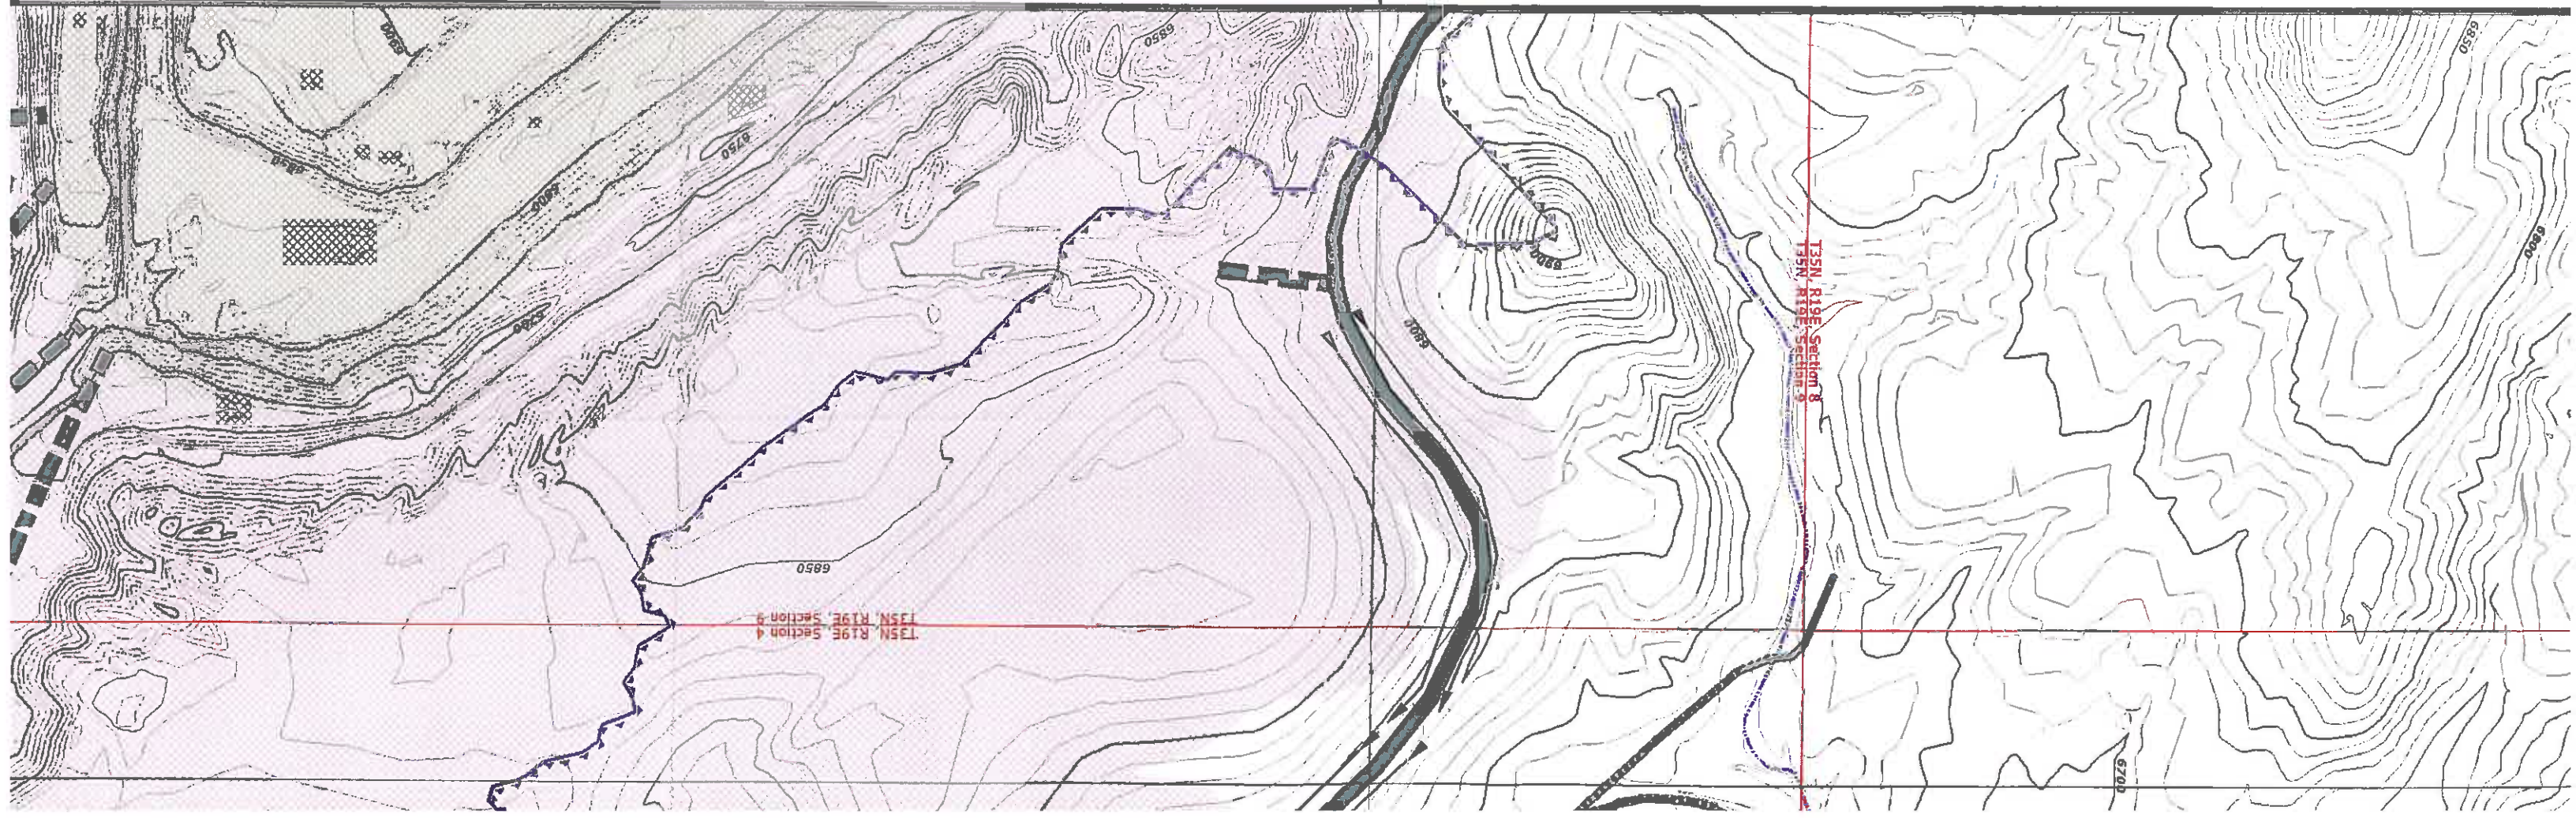 6850
6850
6750
6800
6800
6900
6800
T35N, R19E, Section 8
T35N, R19E, Section 9
6850
T35N, R19E, Section 9
T35N, R19E, Section 4
6700